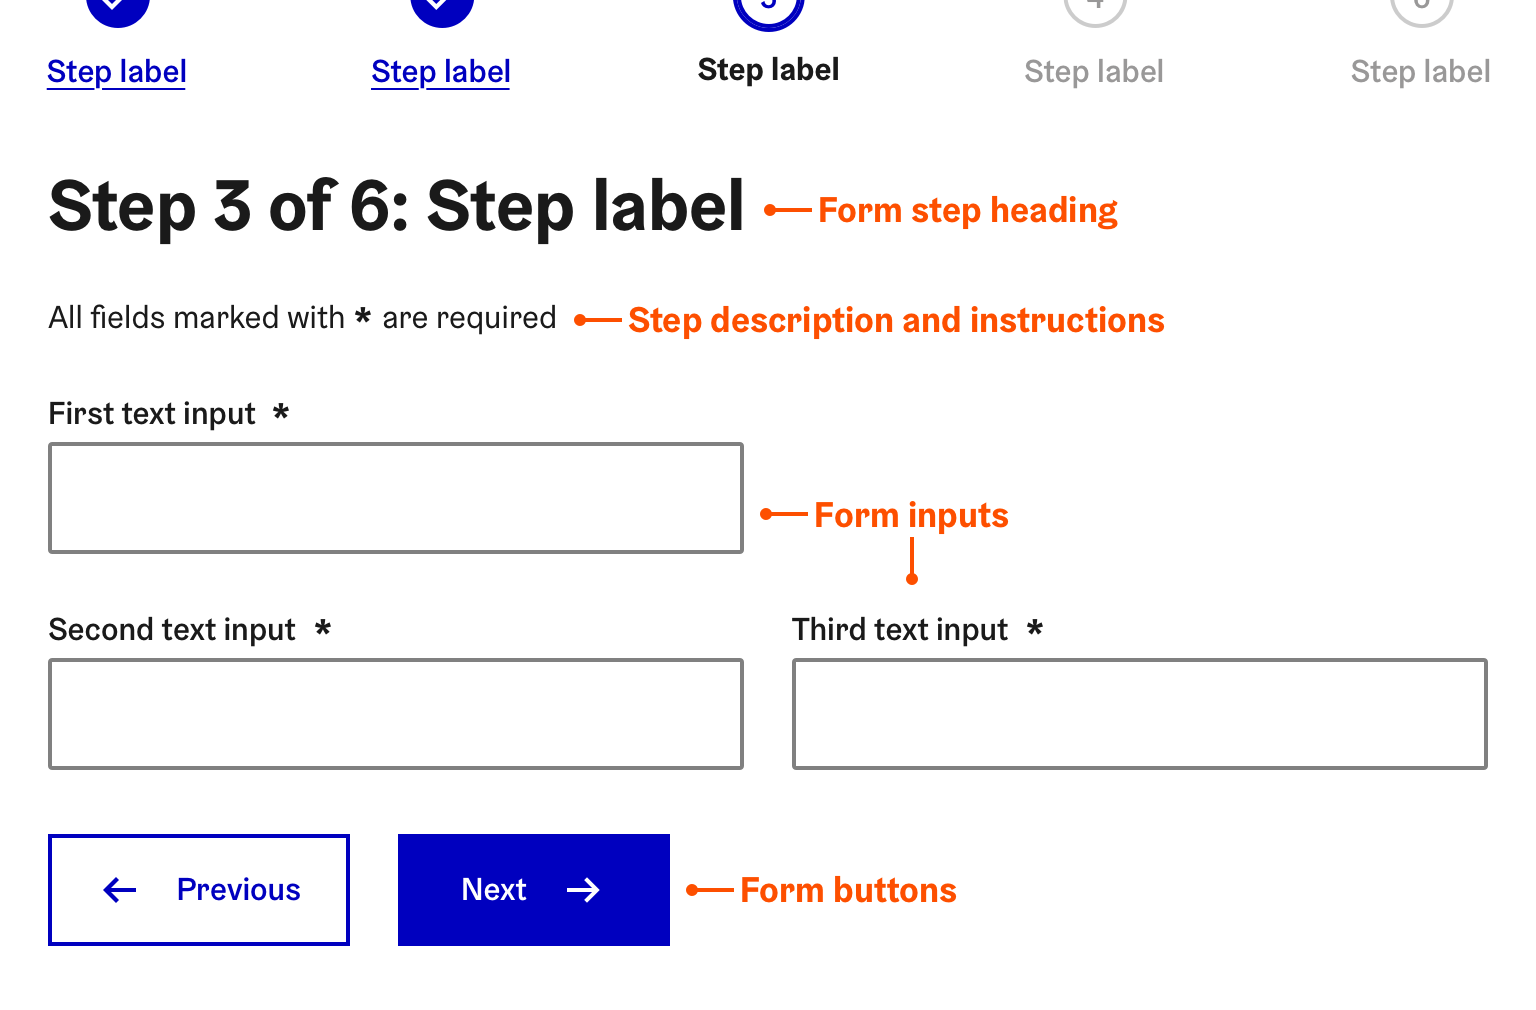 Step label Step label Step label Step label Step label
Step 3 of 6: Step label Form step heading
All fields marked with * are required Step description and instructions
First text input *
Form inputs
Second text input * Third text input *
Previous Next Form buttons